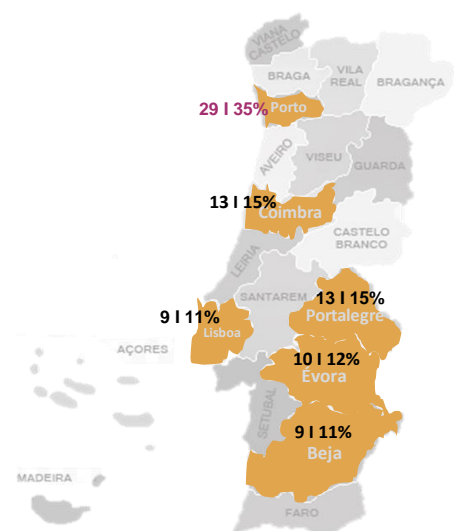 VIANA
CASTELO
BRAGA
VILA
REAL
BRAGANÇA
Porto
29 I 35%
AVEIRO
VISEU
GUARDA
13 I 15%
Coimbra
CASTELO
BRANCO
LEIRIA
SANTAREM
13 I 15%
Portalegre
9 I 11%
Lisboa
AÇORES
10 I 12%
Évora
SETUBAL
9 I 11%
Beja
MADEIRA
FARO